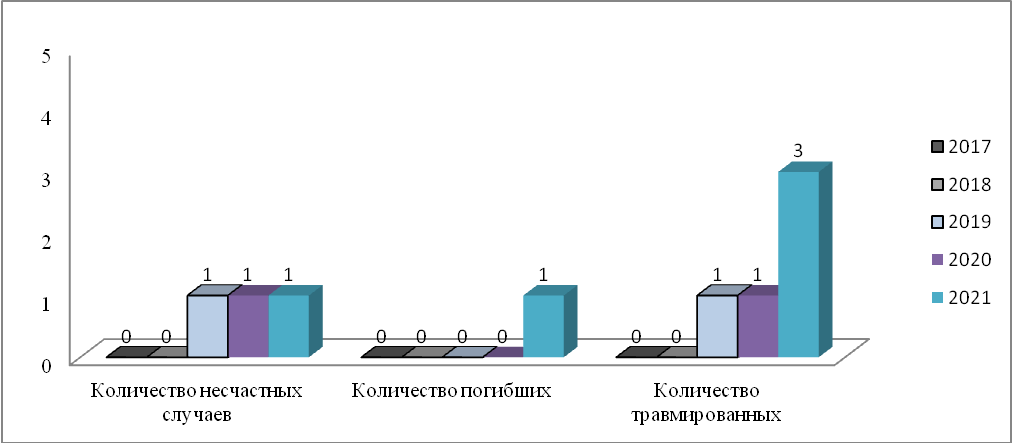 5
4
3
2
1
0
0 0 1 1 1
0 0 0 0 1
0 0 1 1 3
Количество несчастных
случаев
Количество погибших
Количество
травмированных
2017
2018
2019
2020
2021